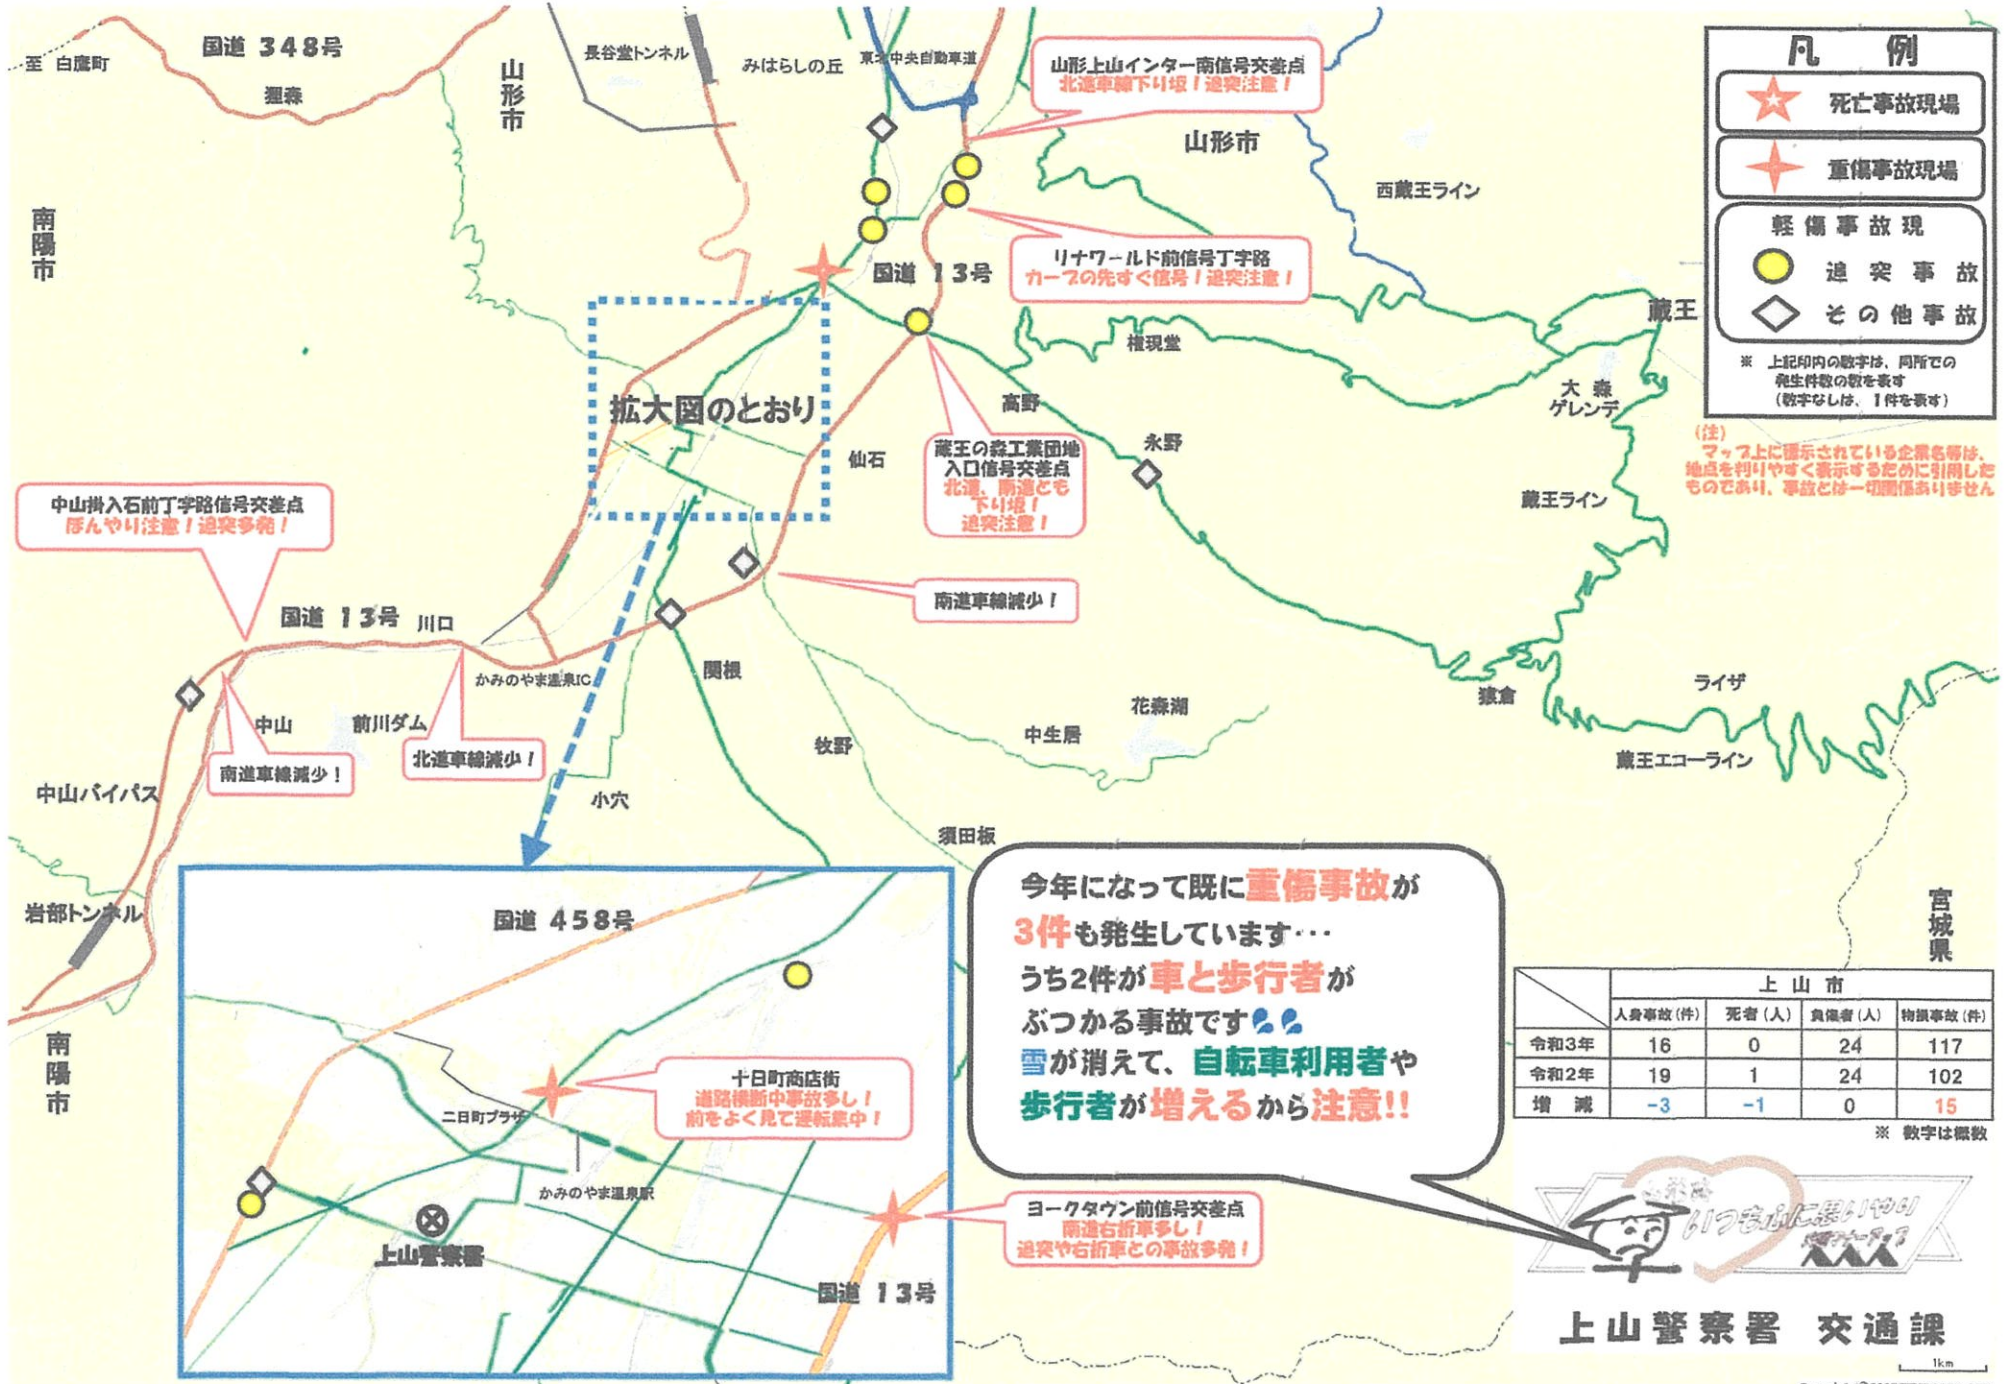 国道 348号
至 白鷹町
狸森
山形市
長谷堂トンネル
みはらしの丘
東北中央自動車道
山形上山インター南信号交差点
北進車線下り坂！追突注意！
山形市
西蔵王ライン
凡 例
死亡事故現場
重傷事故現場
軽傷事故現
追突事故
その他事故
※ 上記印内の数字は、同所での
発生件数の数を表す
（数字なしは、１件を表す）
(注)
マップ上に標示されている企業名等は、
地点を判りやすく表示するために引用した
ものであり、事故とは一切関係ありません
南陽市
国道 13号
リナワールド前信号丁字路
カーブの先すぐ信号！追突注意！
蔵王
権現堂
大森
ゲレンデ
拡大図のとおり
高野
仙石
蔵王の森工業団地
入口信号交差点
北進、南進とも
下り坂！
追突注意！
永野
蔵王ライン
中山掛入石前丁字路信号交差点
ぼんやり注意！追突多発！
南進車線減少！
国道 13号
川口
かみのやま温泉IC
関根
猿倉
ライザ
中山
前川ダム
花森湖
中生居
牧野
南進車線減少！
北進車線減少！
蔵王エコーライン
中山バイパス
小穴
須田板
岩部トンネル
宮城県
南陽市
国道 458号
十日町商店街
道路横断中事故多し！
前をよく見て運転集中！
二日町プラザ
かみのやま温泉駅
上山警察署
国道 13号
ヨークタウン前信号交差点
南進右折車多し！
追突や右折車との事故多発！
今年になって既に重傷事故が
3件も発生しています…
うち2件が車と歩行者が
ぶつかる事故です
雪が消えて、自転車利用者や
歩行者が増えるから注意!!
上山市
人身事故(件) 死者(人) 負傷者(人) 物損事故(件)
令和3年 16 0 24 117
令和2年 19 1 24 102
増 減 -3 -1 0 15
※ 数字は概数
いつも心に思いやり
上山警察署 交通課
1km